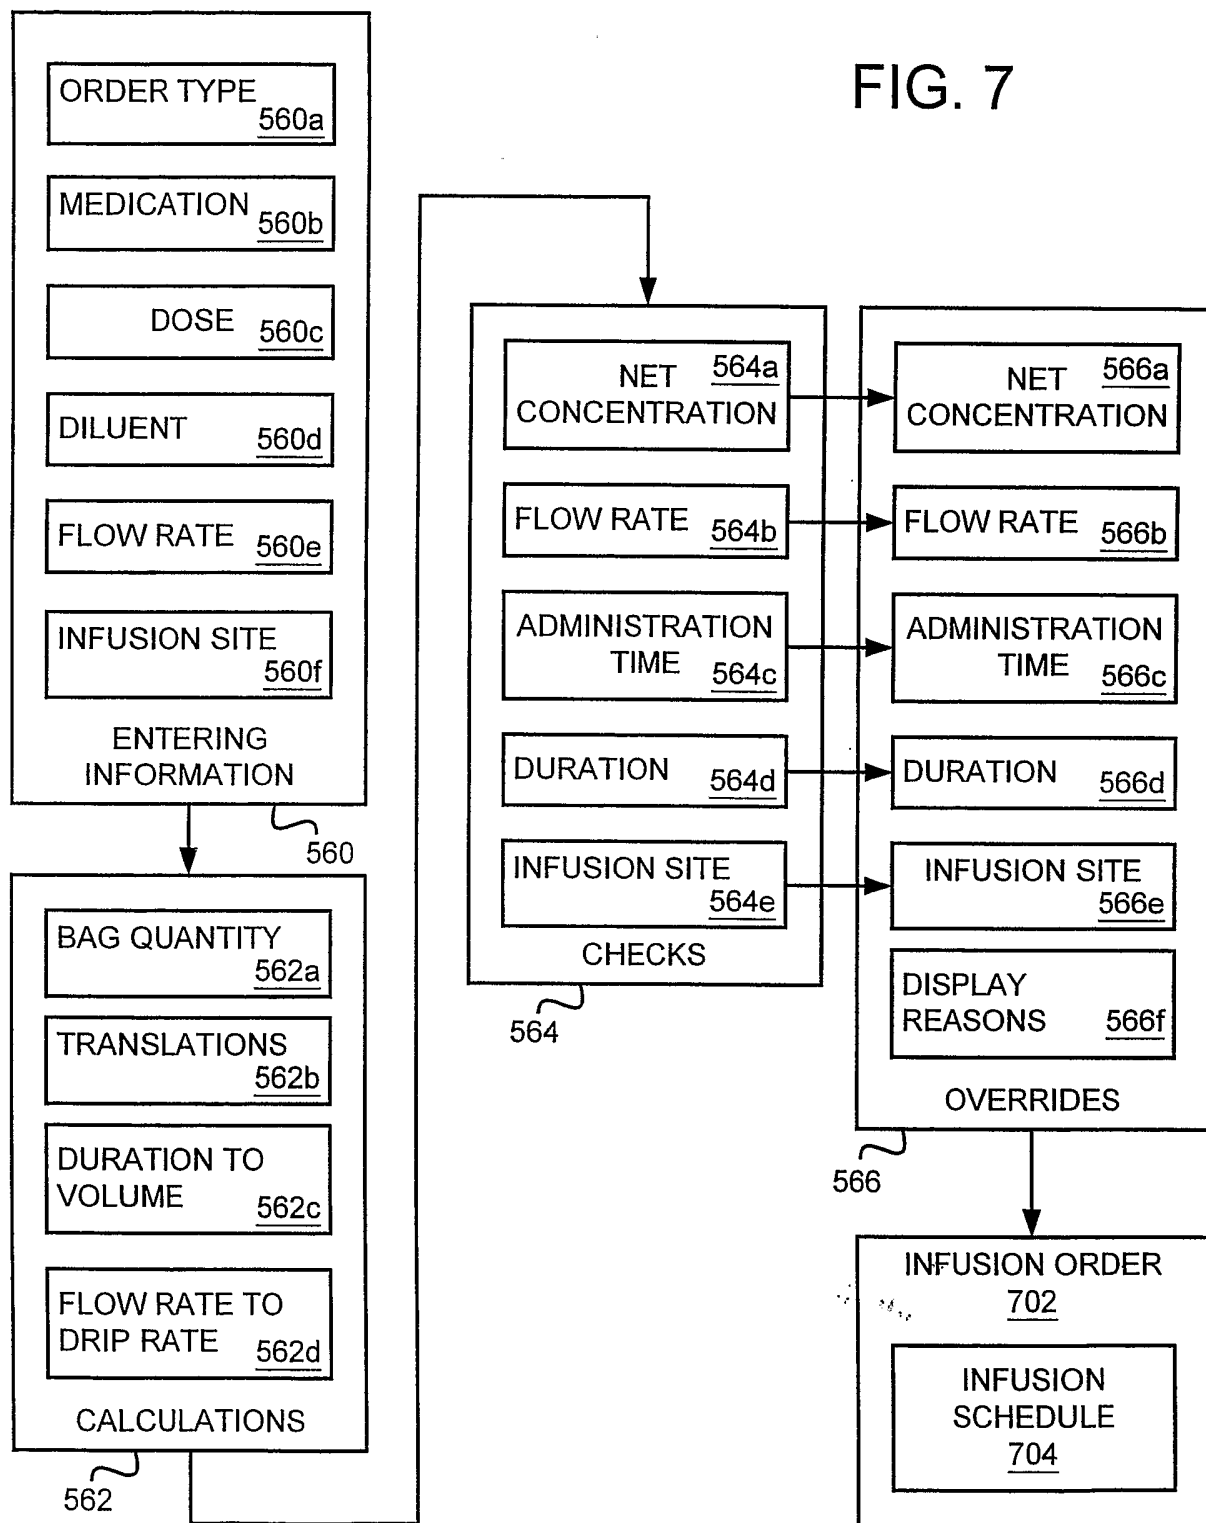 FIG. 7
ORDER TYPE
560a
MEDICATION
560b
DOSE
560c
DILUENT
560d
FLOW RATE
560e
INFUSION SITE
560f
ENTERING
INFORMATION
560
BAG QUANTITY
562a
TRANSLATIONS
562b
DURATION TO
VOLUME
562c
FLOW RATE TO
DRIP RATE
562d
CALCULATIONS
562
NET
564a
CONCENTRATION
FLOW RATE
564b
ADMINISTRATION
TIME
564c
DURATION
564d
INFUSION SITE
564e
CHECKS
564
566a
NET
CONCENTRATION
FLOW RATE
566b
ADMINISTRATION
TIME
566c
DURATION
566d
INFUSION SITE
566e
DISPLAY
REASONS
566f
OVERRIDES
566
INFUSION ORDER
702
INFUSION
SCHEDULE
704